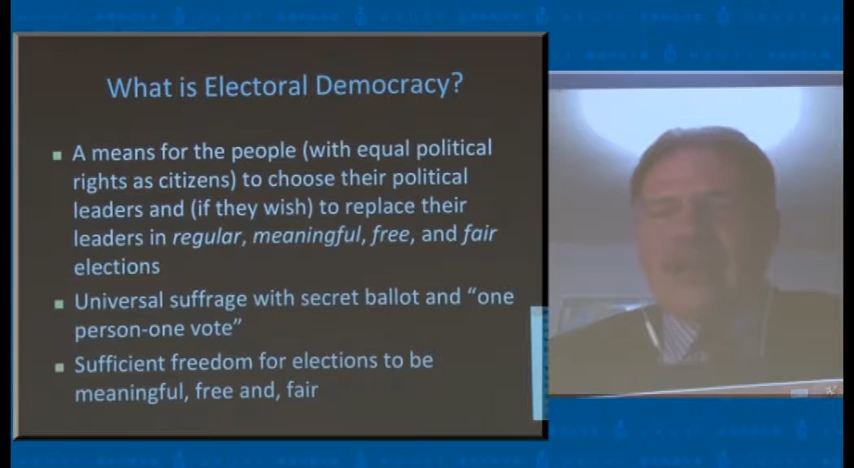 What is Electoral Democracy?
A means for the people (with equal political
rights as citizens) to choose their political
leaders and (if they wish) to replace their
leaders in regular, meaningful, free, and fair
elections
Universal suffrage with secret ballot and “one
person-one vote”
Sufficient freedom for elections to be
meaningful, free and, fair